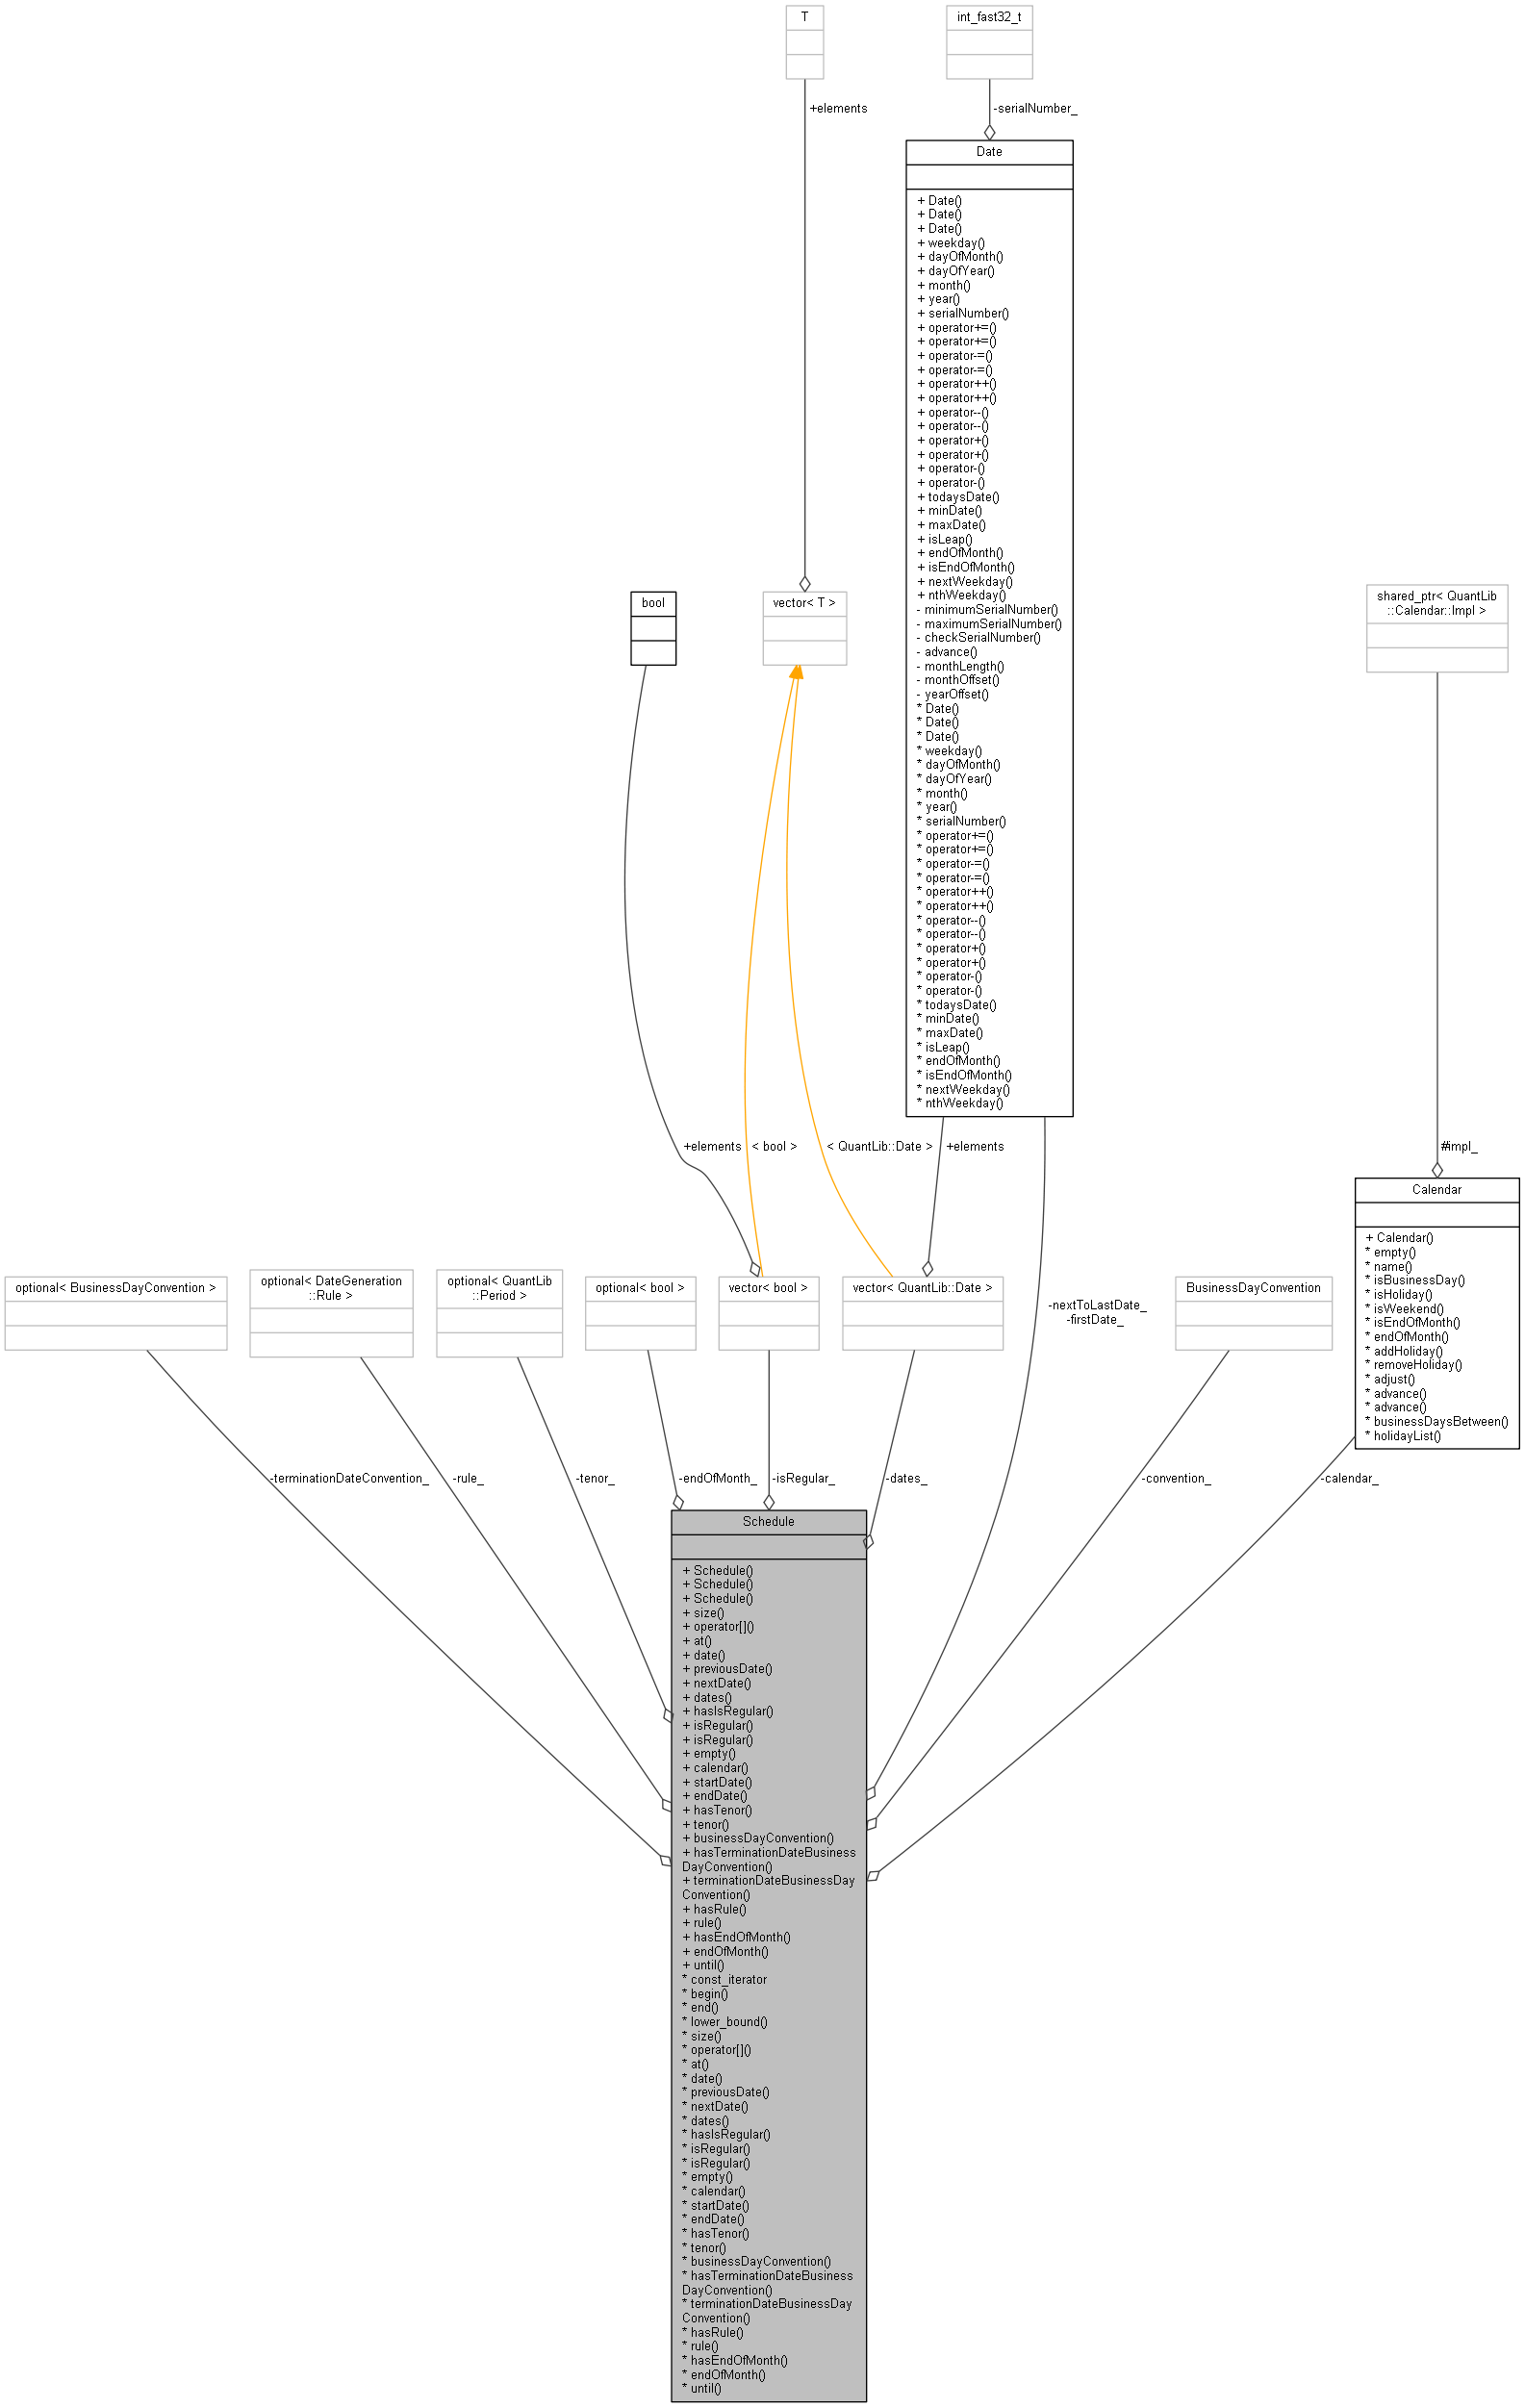 T
int_fast32_t
+elements
-serialNumber_
Date
+ Date()
+ Date()
+ Date()
+ weekday()
+ dayOfMonth()
+ dayOfYear()
+ month()
+ year()
+ serialNumber()
+ operator+=()
+ operator+=()
+ operator-=()
+ operator-=()
+ operator++()
+ operator++()
+ operator--()
+ operator--()
+ operator+()
+ operator+()
+ operator-()
+ operator-()
+ todaysDate()
+ minDate()
+ maxDate()
+ isLeap()
+ endOfMonth()
+ isEndOfMonth()
+ nextWeekday()
+ nthWeekday()
- minimumSerialNumber()
- maximumSerialNumber()
- checkSerialNumber()
- advance()
- monthLength()
- monthOffset()
- yearOffset()
* Date()
* Date()
* Date()
* weekday()
* dayOfMonth()
* dayOfYear()
* month()
* year()
* serialNumber()
* operator+=()
* operator+=()
* operator-=()
* operator-=()
* operator++()
* operator++()
* operator--()
* operator--()
* operator+()
* operator+()
* operator-()
* operator-()
* todaysDate()
* minDate()
* maxDate()
* isLeap()
* endOfMonth()
* isEndOfMonth()
* nextWeekday()
* nthWeekday()
bool
vector< T >
shared_ptr< QuantLib
::Calendar::Impl >
+elements
< bool >
< QuantLib::Date >
+elements
#impl_
Calendar
+ Calendar()
* empty()
* name()
* isBusinessDay()
* isHoliday()
* isWeekend()
* isEndOfMonth()
* endOfMonth()
* addHoliday()
* removeHoliday()
* adjust()
* advance()
* advance()
* businessDaysBetween()
* holidayList()
optional< BusinessDayConvention >
optional< DateGeneration
::Rule >
optional< QuantLib
::Period >
optional< bool >
vector< bool >
vector< QuantLib::Date >
-nextToLastDate_
-firstDate_
BusinessDayConvention
-terminationDateConvention_
-rule_
-tenor_
-endOfMonth_
-isRegular_
-dates_
-convention_
-calendar_
Schedule
+ Schedule()
+ Schedule()
+ Schedule()
+ size()
+ operator[]()
+ at()
+ date()
+ previousDate()
+ nextDate()
+ dates()
+ hasIsRegular()
+ isRegular()
+ isRegular()
+ empty()
+ calendar()
+ startDate()
+ endDate()
+ hasTenor()
+ tenor()
+ businessDayConvention()
+ hasTerminationDateBusiness
DayConvention()
+ terminationDateBusinessDay
Convention()
+ hasRule()
+ rule()
+ hasEndOfMonth()
+ endOfMonth()
+ until()
* const_iterator
* begin()
* end()
* lower_bound()
* size()
* operator[]()
* at()
* date()
* previousDate()
* nextDate()
* dates()
* hasIsRegular()
* isRegular()
* isRegular()
* empty()
* calendar()
* startDate()
* endDate()
* hasTenor()
* tenor()
* businessDayConvention()
* hasTerminationDateBusiness
DayConvention()
* terminationDateBusinessDay
Convention()
* hasRule()
* rule()
* hasEndOfMonth()
* endOfMonth()
* until()